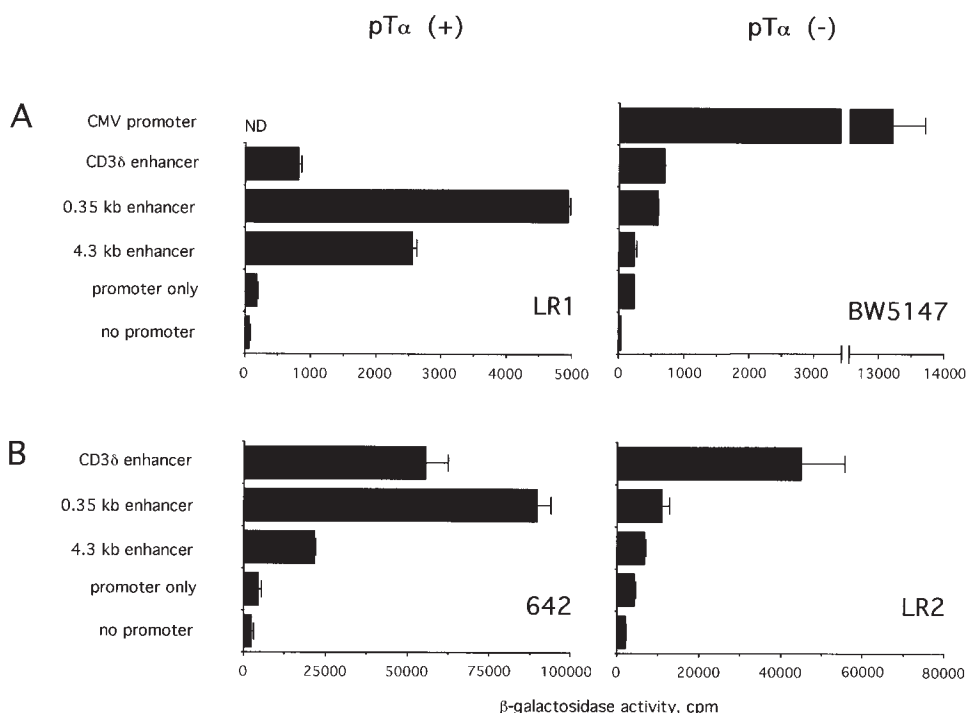 pTα (+)
pTα (-)
A
CMV promoter
ND
CD3δ enhancer
0.35 kb enhancer
4.3 kb enhancer
promoter only
no promoter
LR1
BW5147
0 1000 2000 3000 4000 5000
0 1000 2000 3000 13000 14000
B
CD3δ enhancer
0.35 kb enhancer
4.3 kb enhancer
promoter only
no promoter
642
LR2
0 25000 50000 75000 100000
0 20000 40000 60000 80000
β-galactosidase activity, cpm